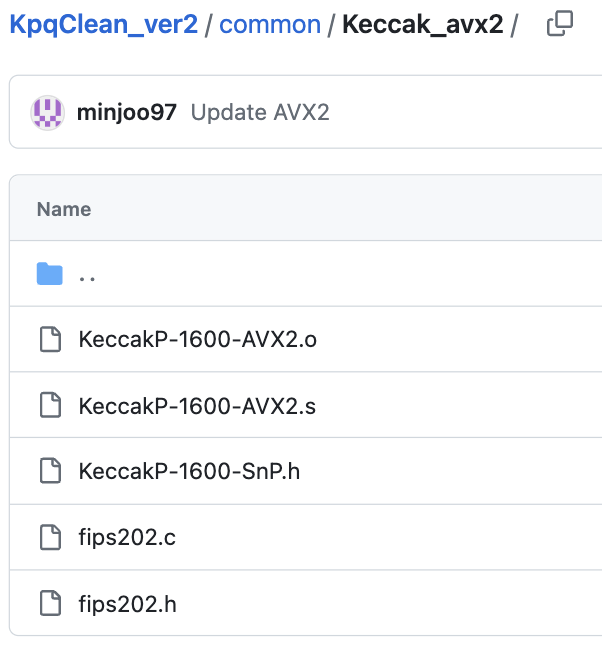 KpqClean_ver2 / common / Keccak_avx2 /
minjoo97 Update AVX2
Name
..
KeccakP-1600-AVX2.o
KeccakP-1600-AVX2.s
KeccakP-1600-SnP.h
fips202.c
fips202.h